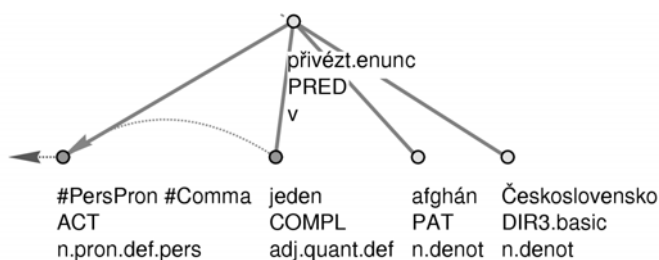 přivézt.enunc
PRED
v
#PersPron #Comma jeden afghán Československo
ACT COMPL PAT DIR3.basic
n.pron.def.pers adj.quant.def n.denot n.denot